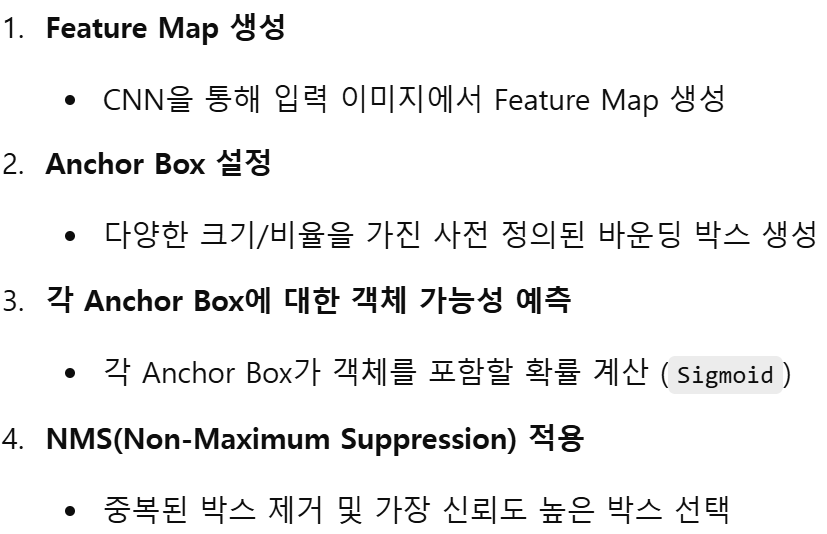 1. Feature Map 생성
• CNN을 통해 입력 이미지에서 Feature Map 생성
2. Anchor Box 설정
• 다양한 크기/비율을 가진 사전 정의된 바운딩 박스 생성
3. 각 Anchor Box에 대한 객체 가능성 예측
• 각 Anchor Box가 객체를 포함할 확률 계산 (Sigmoid)
4. NMS(Non-Maximum Suppression) 적용
• 중복된 박스 제거 및 가장 신뢰도 높은 박스 선택